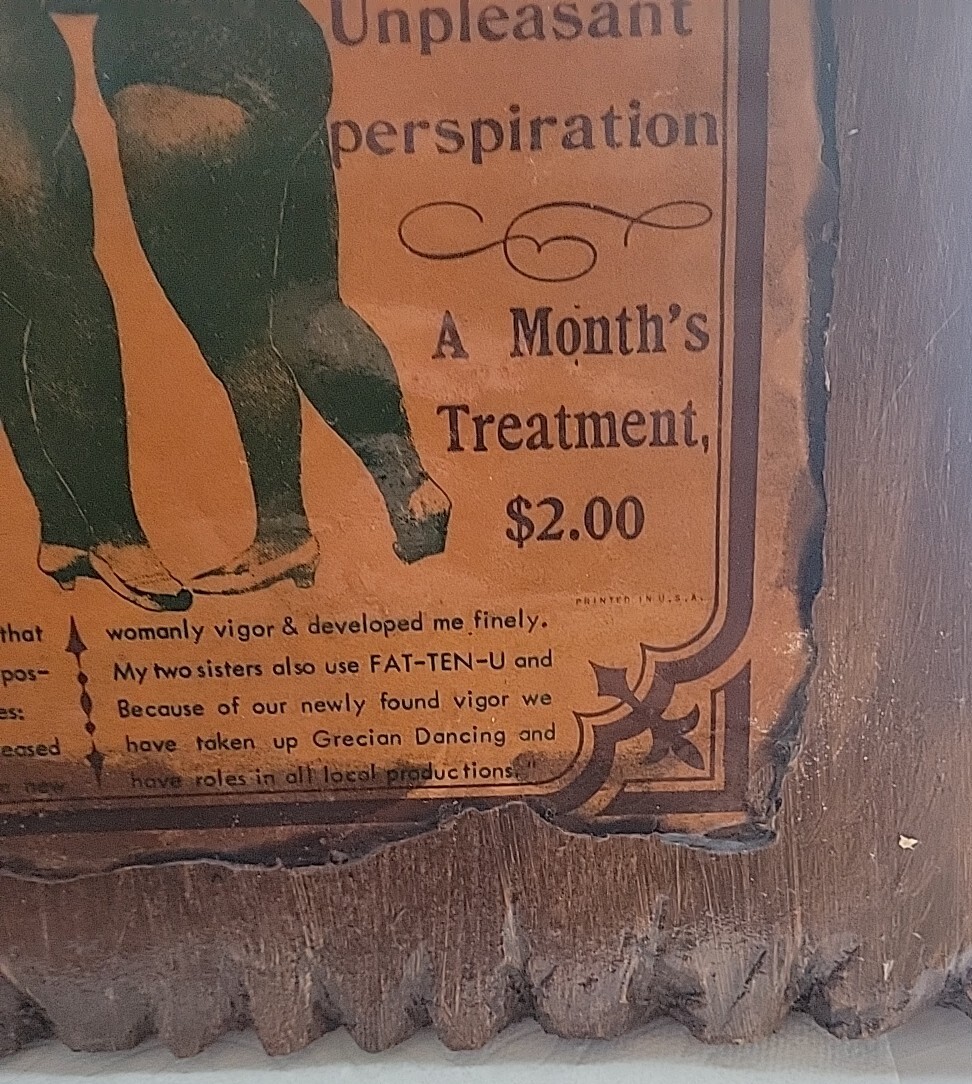 Unpleasant
perspiration
A Month's
Treatment,
$2.00
PRINTED IN U.S.A.
that
pos-
es:
eased
new
womanly vigor & developed me finely.
My two sisters also use FAT-TEN-U and
Because of our newly found vigor we
have taken up Grecian Dancing and
have roles in all local productions."